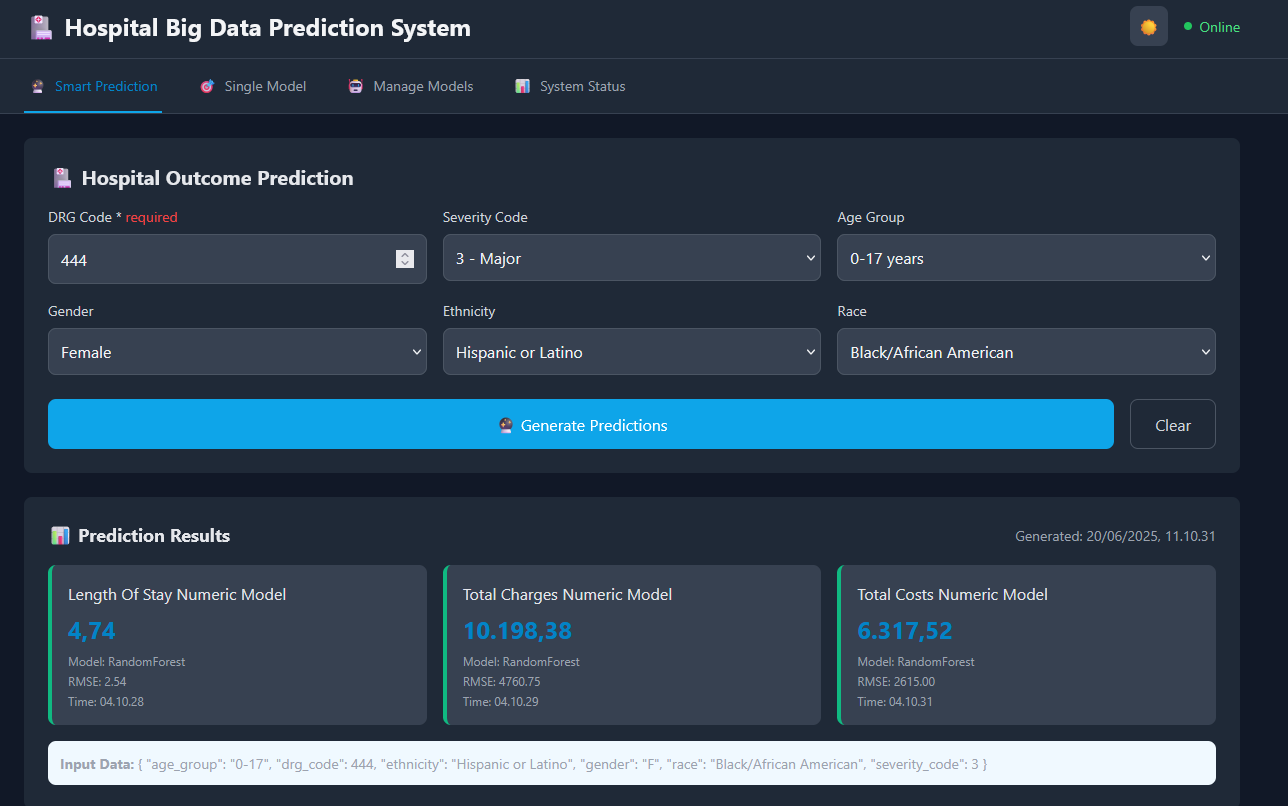 Hospital Big Data Prediction System
Online
Smart Prediction
Single Model
Manage Models
System Status
Hospital Outcome Prediction
DRG Code * required
Severity Code
Age Group
444
3 - Major
0-17 years
Gender
Ethnicity
Race
Female
Hispanic or Latino
Black/African American
Generate Predictions
Clear
Prediction Results
Generated: 20/06/2025, 11.10.31
Length Of Stay Numeric Model
4,74
Model: RandomForest
RMSE: 2.54
Time: 04.10.28
Total Charges Numeric Model
10.198,38
Model: RandomForest
RMSE: 4760.75
Time: 04.10.29
Total Costs Numeric Model
6.317,52
Model: RandomForest
RMSE: 2615.00
Time: 04.10.31
Input Data: { "age_group": "0-17", "drg_code": 444, "ethnicity": "Hispanic or Latino", "gender": "F", "race": "Black/African American", "severity_code": 3 }